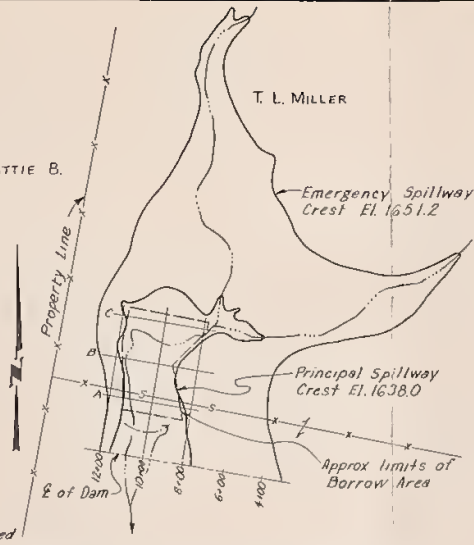 T. L. MILLER
TTIE B.
Emergency Spillway
Crest El. 1651.2
Property Line
N
C
B
A
S
S
Principal Spillway
Crest El. 1638.0
Approx limits of
Borrow Area
℄ of Dam
12+00
10+00
8+00
6+00
4+00
ed